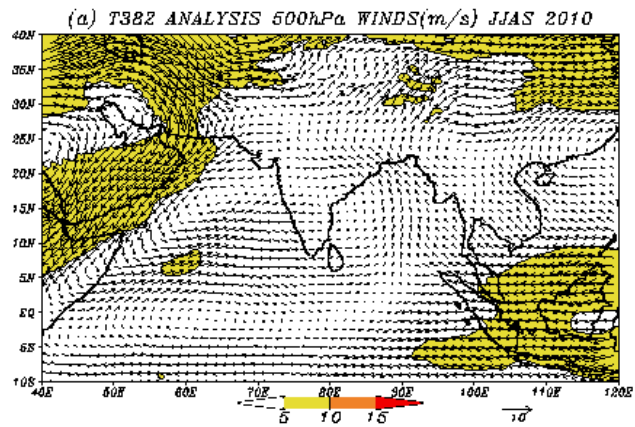 (a) T38Z ANALYSIS 500hPa WINDS(m/s) JJAS 2010
40N
35N
30N
25N
20N
15N
10N
5N
EQ
5S
10S
40E 50E 60E 70E 80E 90E 100E 110E 120E
5 10 15
10